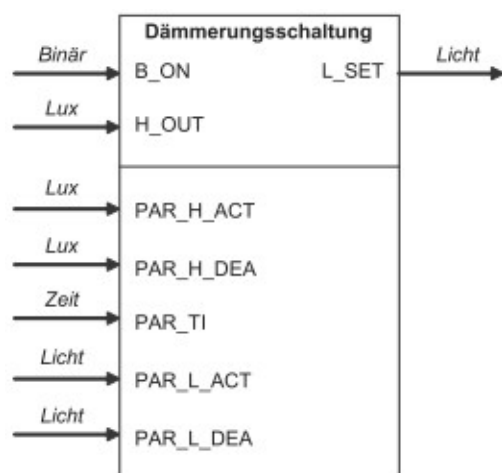 Dämmerungsschaltung
Binär B_ON L_SET Licht
Lux H_OUT
Lux PAR_H_ACT
Lux PAR_H_DEA
Zeit PAR_TI
Licht PAR_L_ACT
Licht PAR_L_DEA